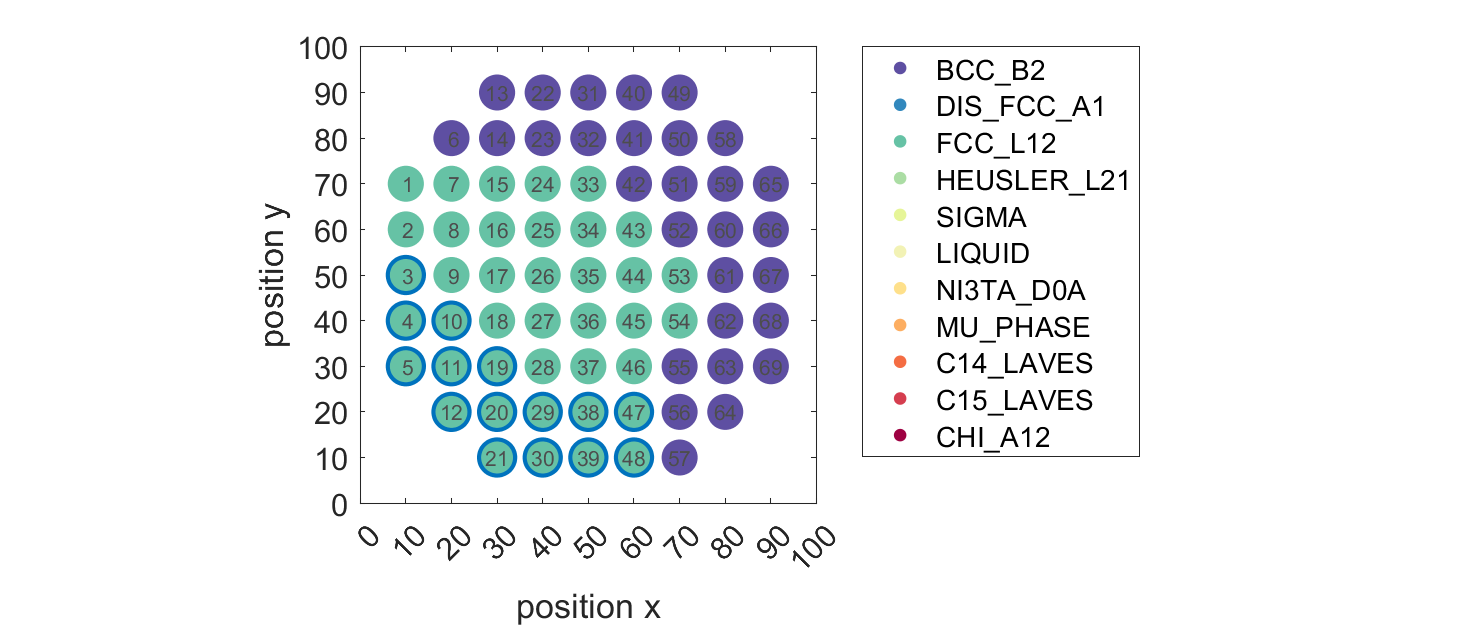 100
90
80
70
60
50
40
30
20
10
0
position y
13 22 31 40 49
6 14 23 32 41 50 58
1 7 15 24 33 42 51 59 65
2 8 16 25 34 43 52 60 66
3 9 17 26 35 44 53 61 67
4 10 18 27 36 45 54 62 68
5 11 19 28 37 46 55 63 69
12 20 29 38 47 56 64
21 30 39 48 57
0 10 20 30 40 50 60 70 80 90 100
position x
BCC_B2
DIS_FCC_A1
FCC_L12
HEUSLER_L21
SIGMA
LIQUID
NI3TA_D0A
MU_PHASE
C14_LAVES
C15_LAVES
CHI_A12